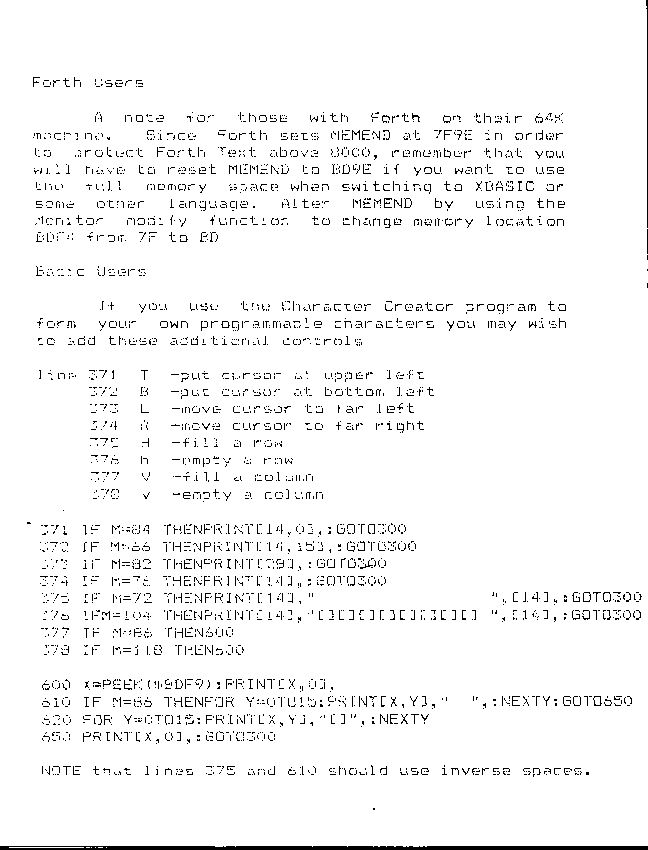 Forth Users
A note for those with Forth on their 64K
machine. Since Forth sets MEMEND at 7F9E in order
to protect Forth Text above 8000, remember that you
will have to reset MEMEND to BD9E if you want to use
the full memory space when switching to XBASIC or
some other language. Alter MEMEND by using the
Monitor modify function to change memory location
from 7F to BD
Basic Users
If you use the Character Creator program to
form your own programmable characters you may wish
to add these additional controls
line 371 T -put cursor at upper left
372 B -put cursor at bottom left
373 L -move cursor to far left
374 R -move cursor to far right
375 H -fill a row
376 h -empty a row
377 V -fill a column
378 v -empty a column
371 IF M=84 THENPRINT[14,0],:GOTO300
372 IF M=66 THENPRINT[14,15],:GOTO300
373 IF M=82 THENPRINT[39],:GOTO300
374 IF M=76 THENPRINT[14],:GOTO300
375 IF M=72 THENPRINT[14]," ",[14],:GOTO300
376 IFM=104 THENPRINT[14],"[][][][][][][][][] ",[14],:GOTO300
377 IF M=86 THEN600
378 IF M=118 THEN600
600 X=PEEK(%9DF9):PRINT[X,0],
610 IF M=86 THENFOR Y=0TO15:PRINT[X,Y]," ",:NEXTY:GOTO650
620 FOR Y=0TO15:PRINT[X,Y],"[]",:NEXTY
650 PRINT[X,0],:GOTO300
NOTE that lines 375 and 610 should use inverse spaces.